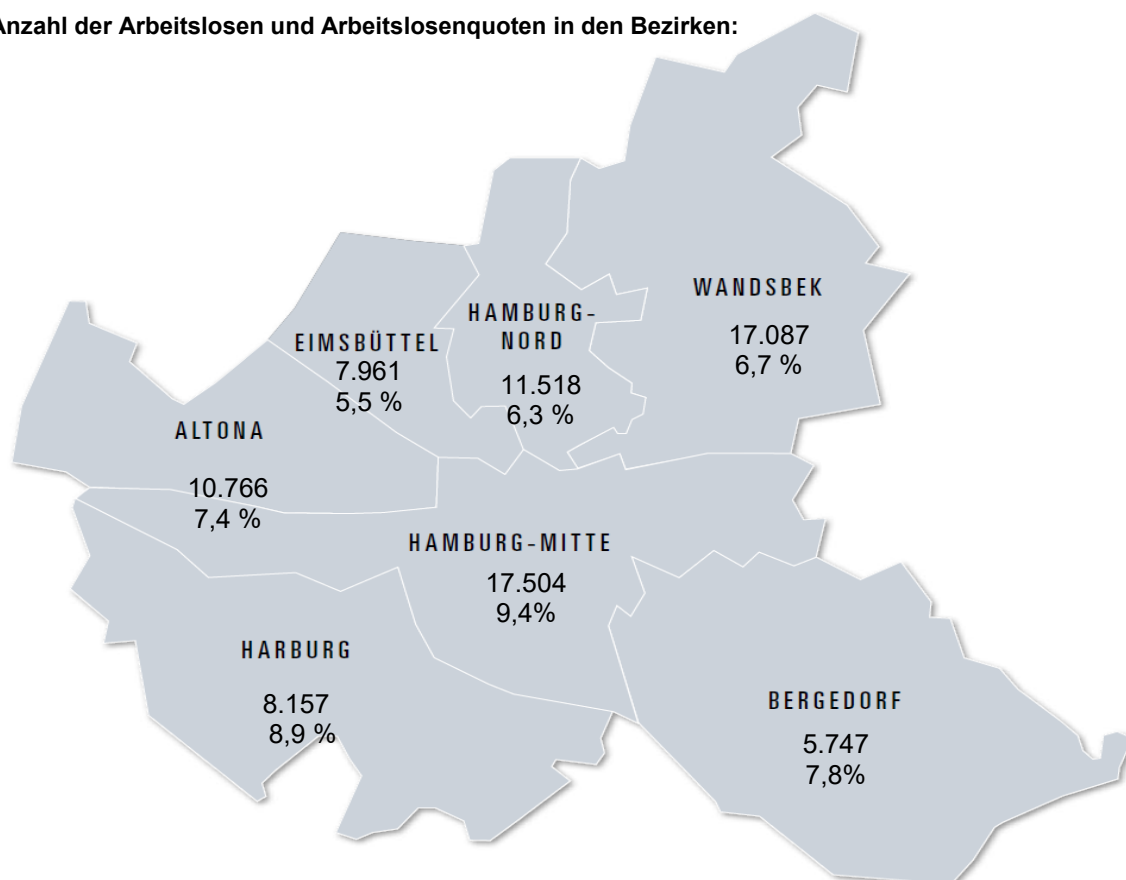 Anzahl der Arbeitslosen und Arbeitslosenquoten in den Bezirken:
WANDSBEK
17.087
6,7 %
HAMBURG-
NORD
11.518
6,3 %
EIMSBÜTTEL
7.961
5,5 %
ALTONA
10.766
7,4 %
HAMBURG-MITTE
17.504
9,4%
HARBURG
8.157
8,9 %
BERGEDORF
5.747
7,8%